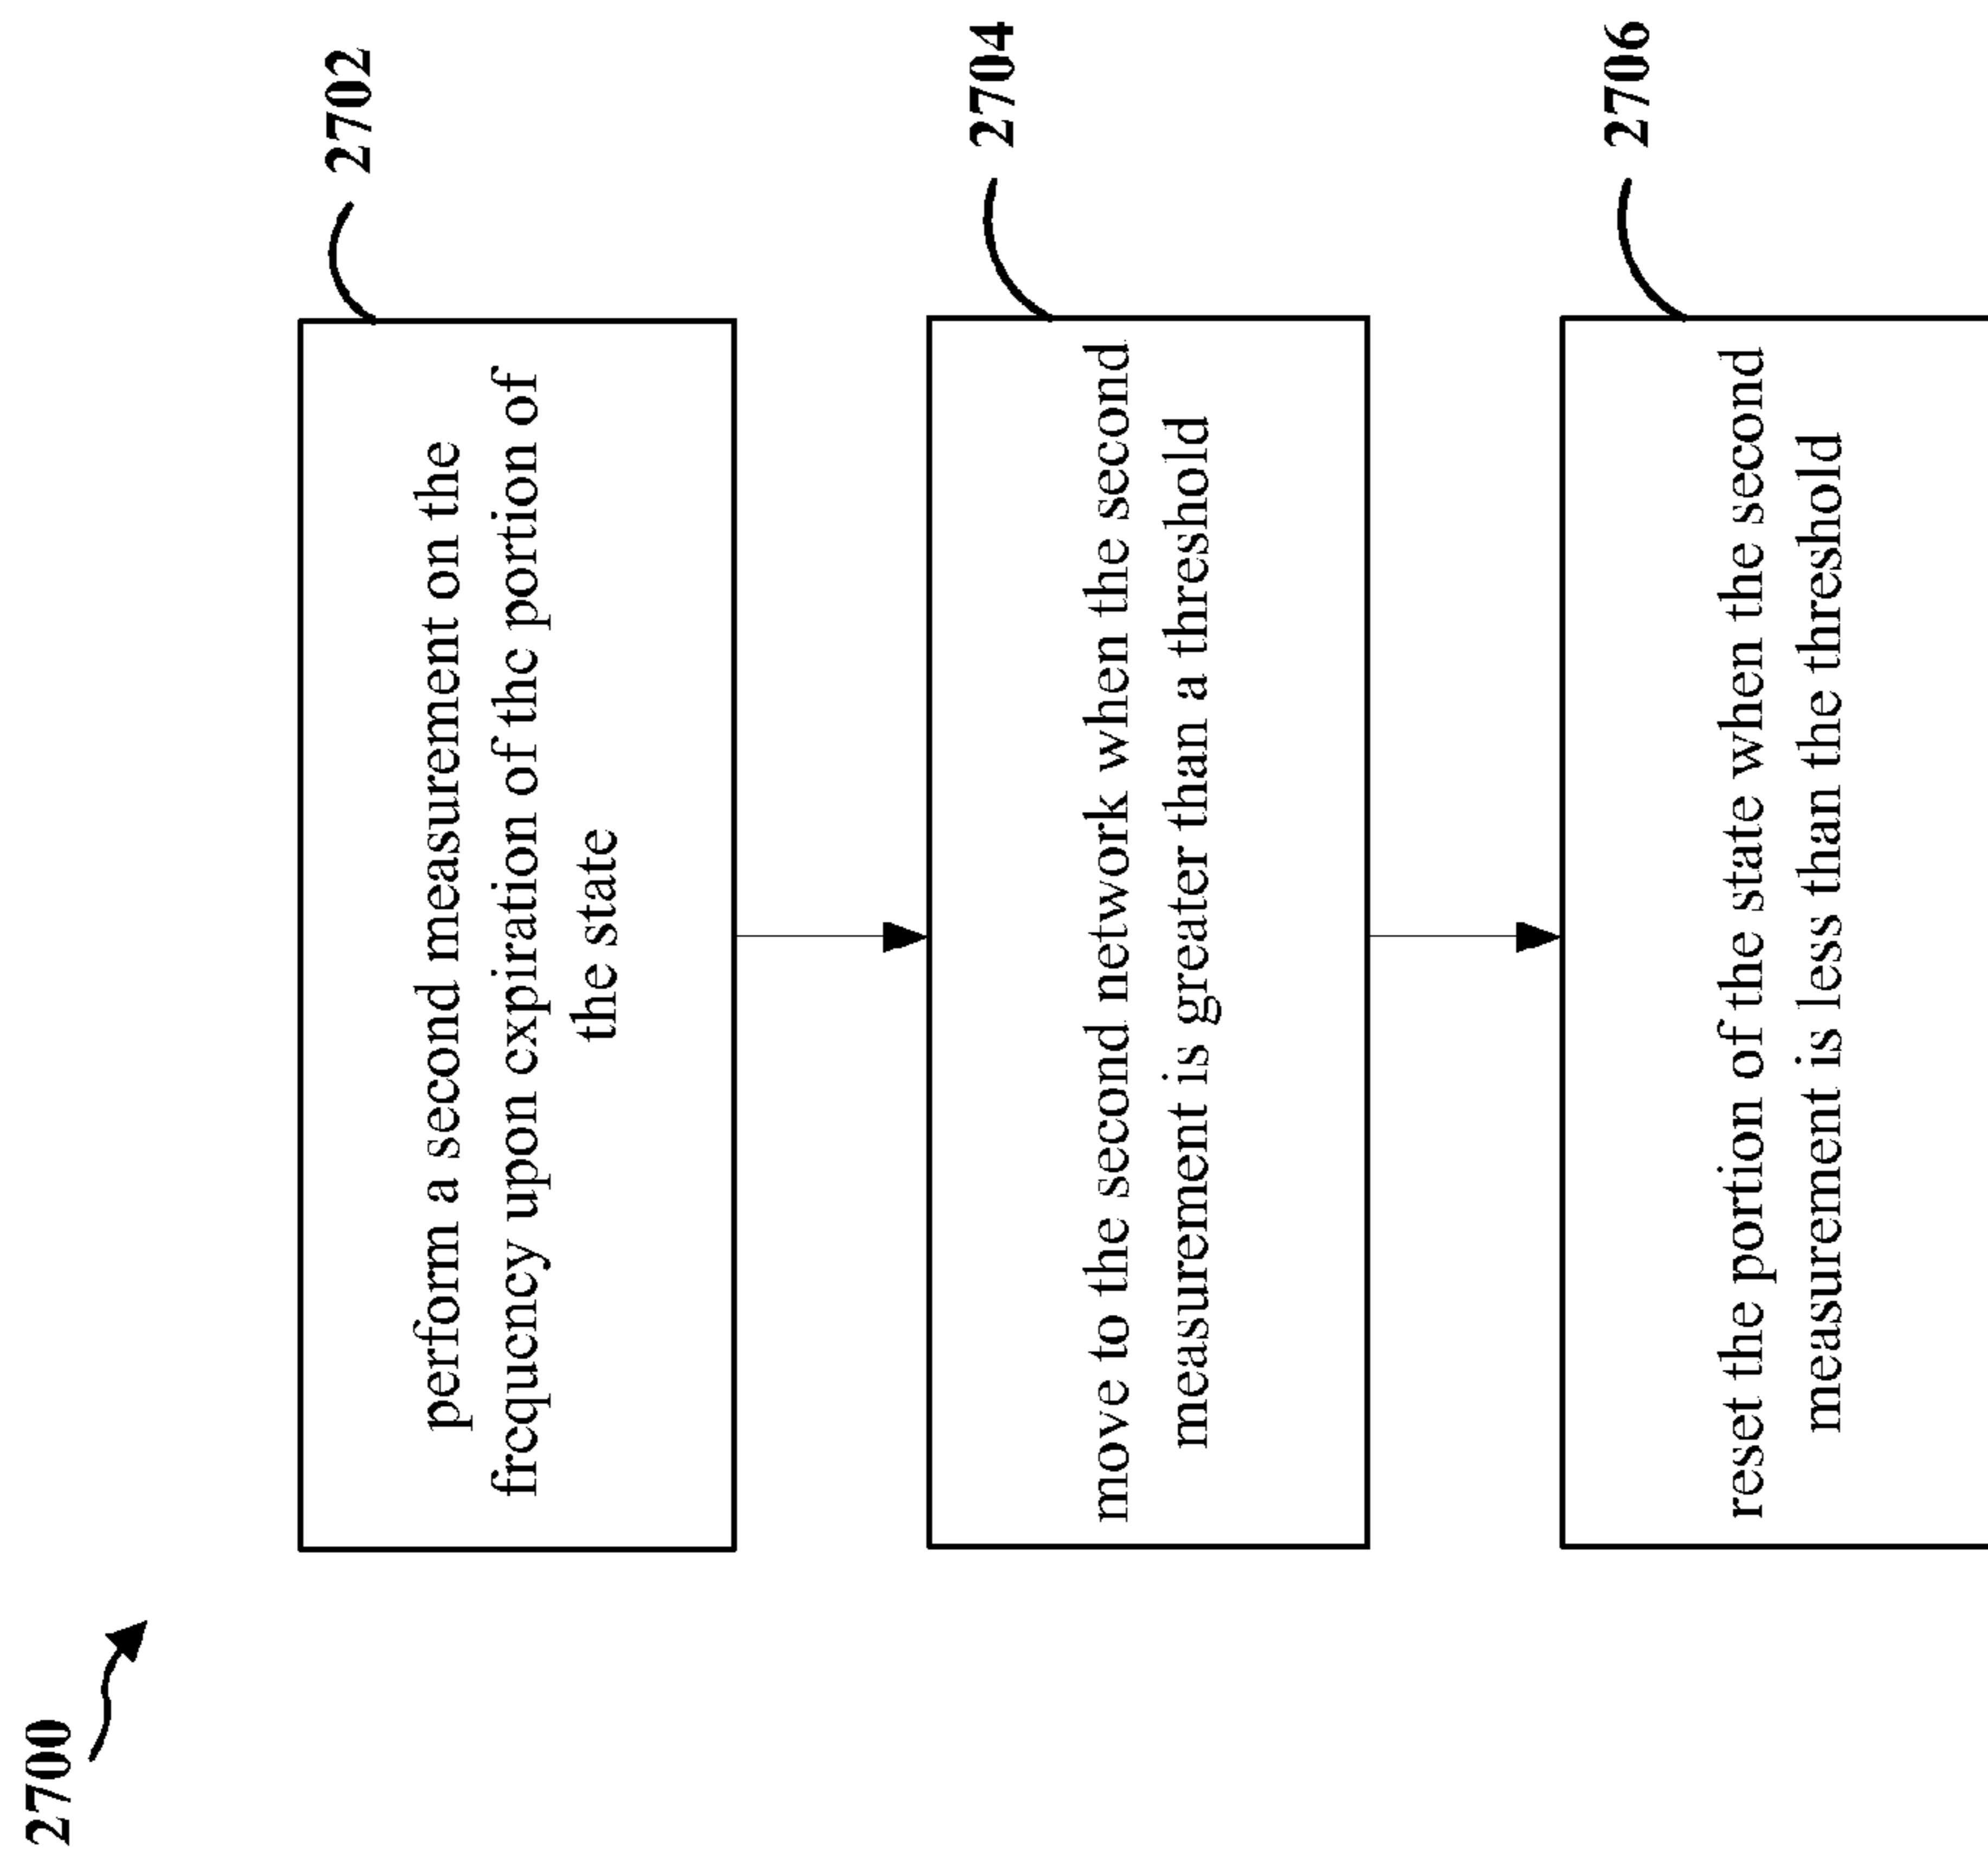 2700
2702
perform a second measurement on the
frequency upon expiration of the portion of
the state
2704
move to the second network when the second
measurement is greater than a threshold
2706
reset the portion of the state when the second
measurement is less than the threshold